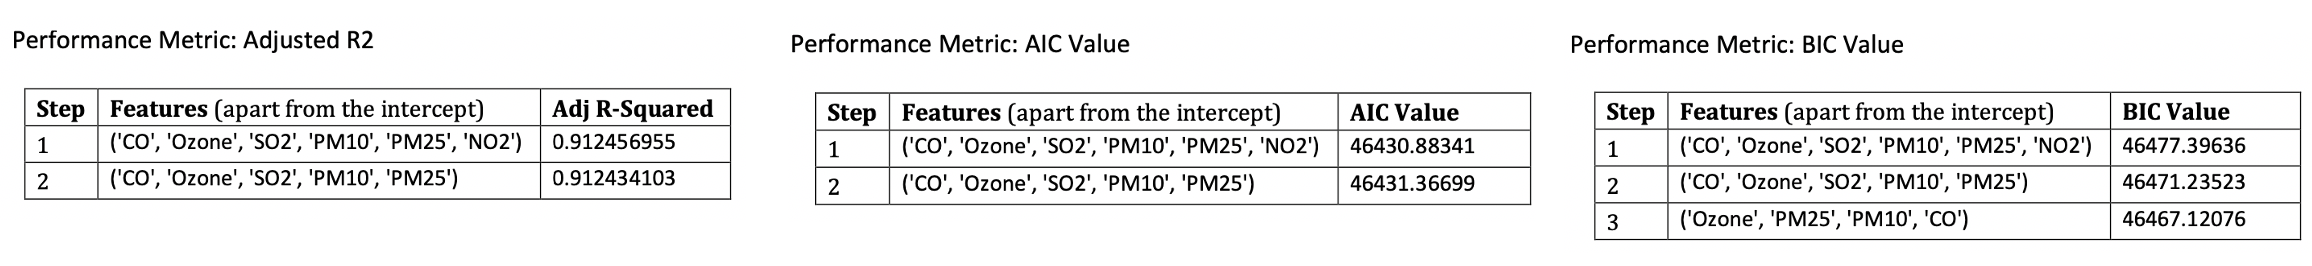 Performance Metric: Adjusted R2
Step Features (apart from the intercept) Adj R-Squared
1 ('CO', 'Ozone', 'SO2', 'PM10', 'PM25', 'NO2') 0.912456955
2 ('CO', 'Ozone', 'SO2', 'PM10', 'PM25') 0.912434103
Performance Metric: AIC Value
Step Features (apart from the intercept) AIC Value
1 ('CO', 'Ozone', 'SO2', 'PM10', 'PM25', 'NO2') 46430.88341
2 ('CO', 'Ozone', 'SO2', 'PM10', 'PM25') 46431.36699
Performance Metric: BIC Value
Step Features (apart from the intercept) BIC Value
1 ('CO', 'Ozone', 'SO2', 'PM10', 'PM25', 'NO2') 46477.39636
2 ('CO', 'Ozone', 'SO2', 'PM10', 'PM25') 46471.23523
3 ('Ozone', 'PM25', 'PM10', 'CO') 46467.12076